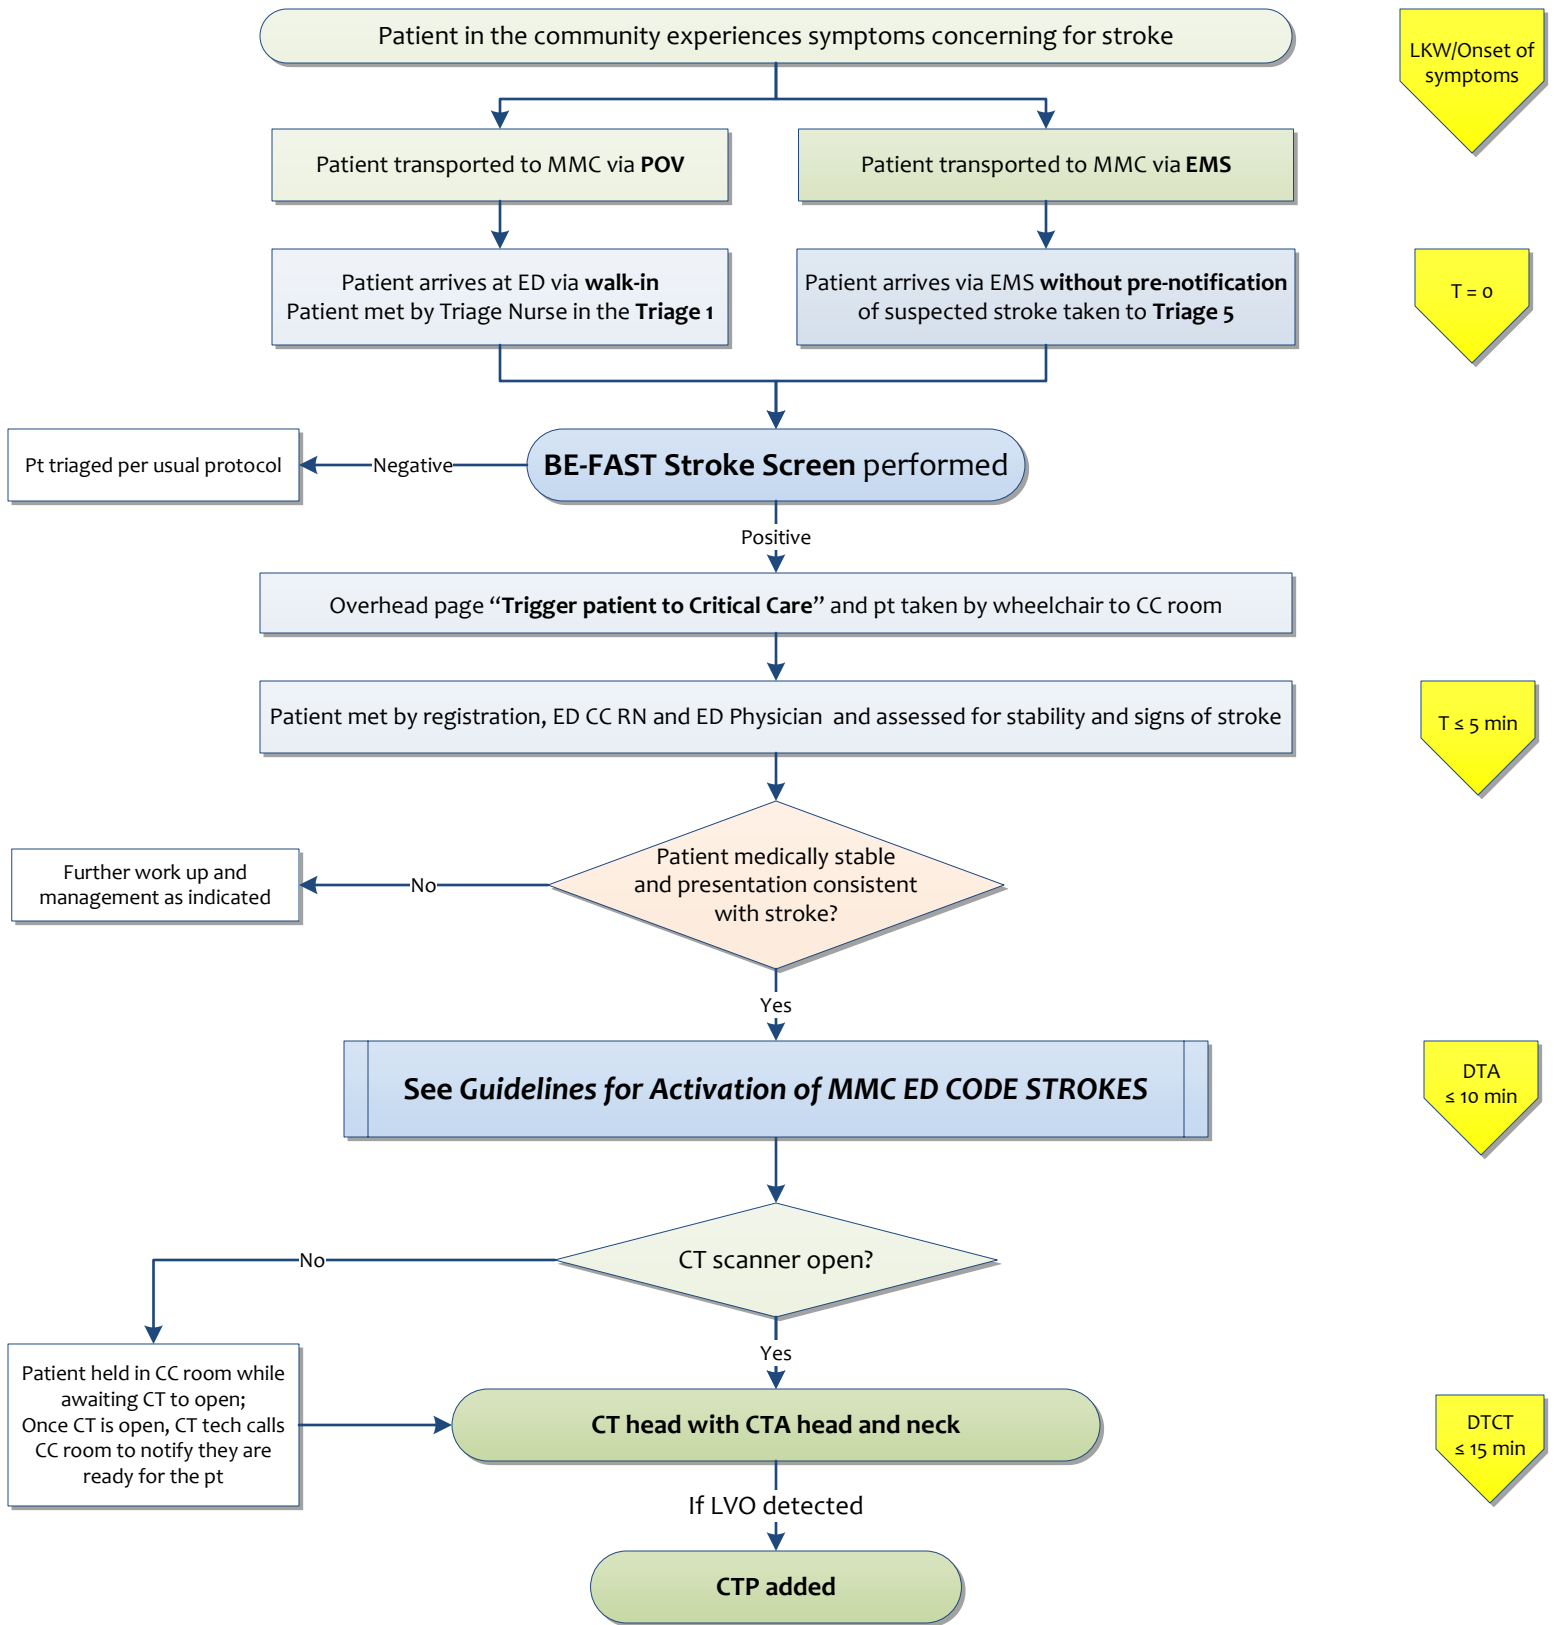 Patient in the community experiences symptoms concerning for stroke
LKW/Onset of
symptoms
Patient transported to MMC via POV
Patient transported to MMC via EMS
Patient arrives at ED via walk-in
Patient met by Triage Nurse in the Triage 1
Patient arrives via EMS without pre-notification
of suspected stroke taken to Triage 5
T = 0
BE-FAST Stroke Screen performed
Negative
Pt triaged per usual protocol
Positive
Overhead page “Trigger patient to Critical Care” and pt taken by wheelchair to CC room
Patient met by registration, ED CC RN and ED Physician and assessed for stability and signs of stroke
T ≤ 5 min
Patient medically stable
and presentation consistent
with stroke?
No
Further work up and
management as indicated
Yes
See Guidelines for Activation of MMC ED CODE STROKES
DTA
≤ 10 min
CT scanner open?
No
Yes
Patient held in CC room while
awaiting CT to open;
Once CT is open, CT tech calls
CC room to notify they are
ready for the pt
CT head with CTA head and neck
DTCT
≤ 15 min
If LVO detected
CTP added